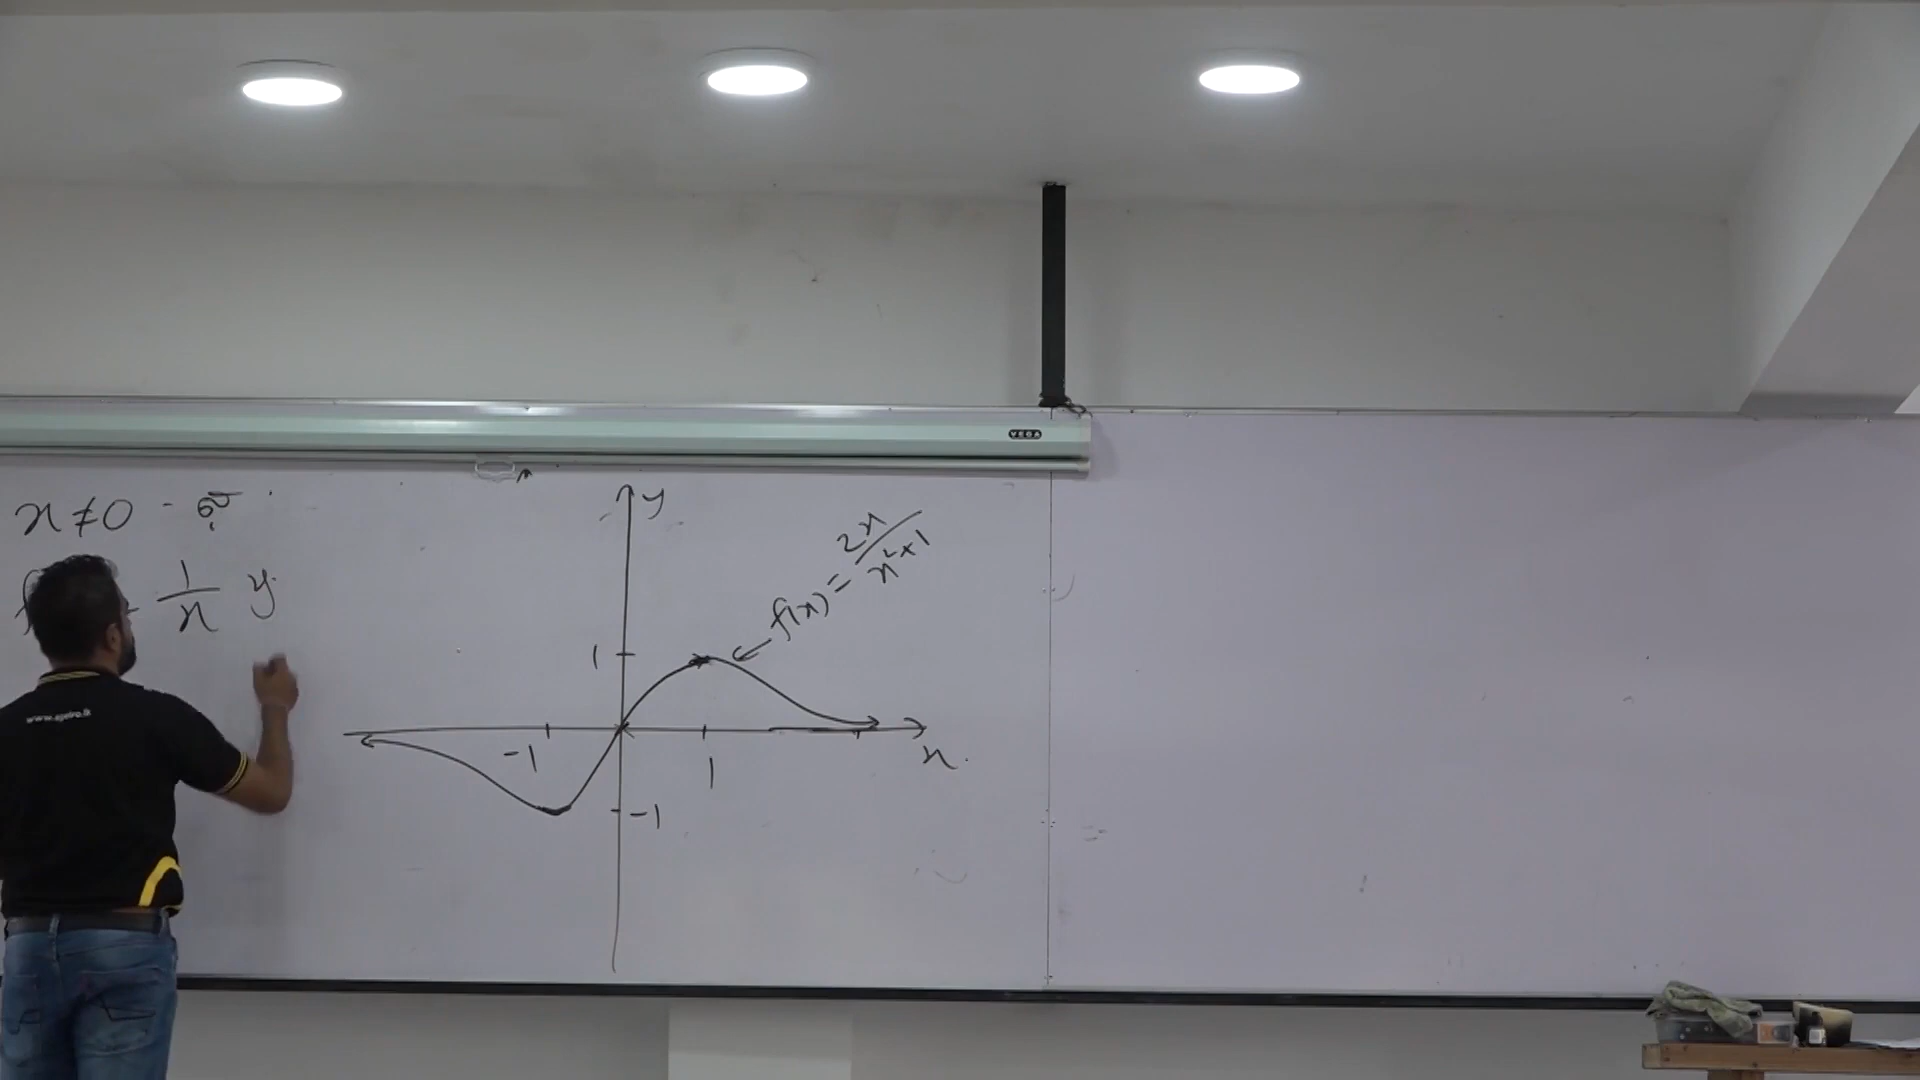 x ≠ 0 - හී
f = 1/x y
y
f(x) = 2x/x²+1
1
-1
1
-1
x
VEGA